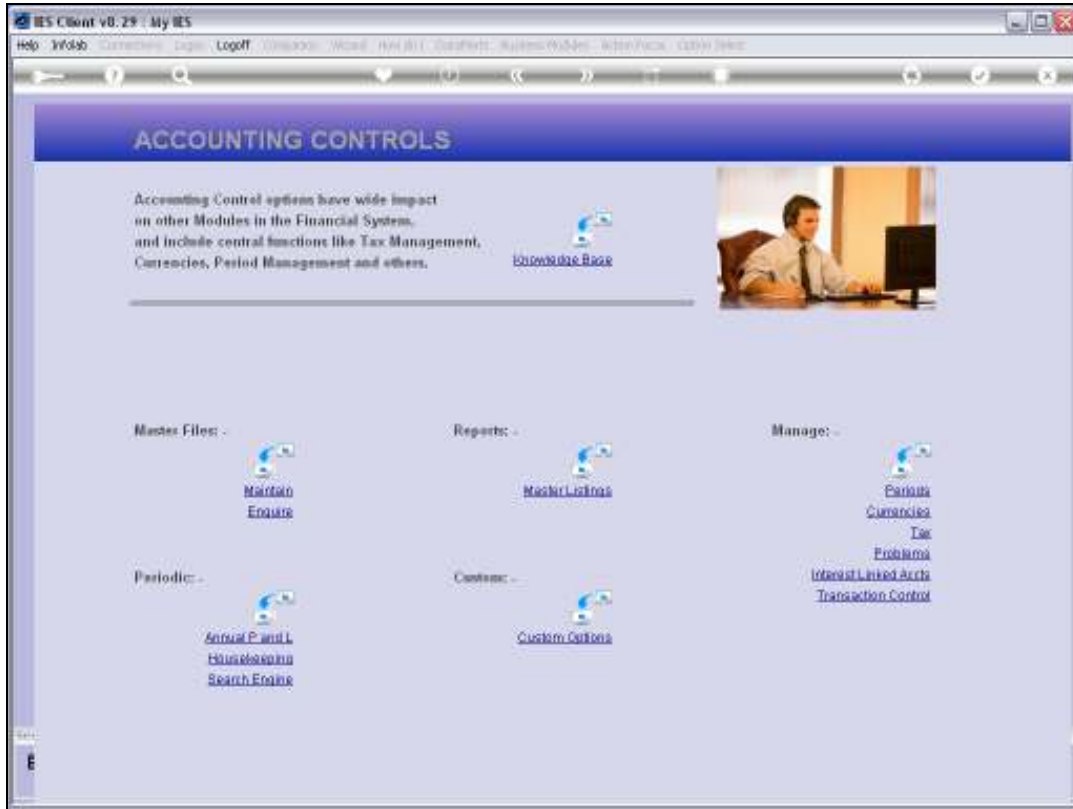 IES Client v8.29 : My IES
Help Infolab Logoff
ACCOUNTING CONTROLS
Accounting Control options have wide impact
on other Modules in the Financial System,
and include central functions like Tax Management,
Currencies, Period Management and others.
Knowledge Base
Master Files: -
Reports: -
Manage: -
Maintain
Master Listings
Periods
Enquire
Currencies
Tax
Problems
Periodic: -
Custom: -
Interest Linked Accts
Transaction Control
Annual P and L
Custom Options
Housekeeping
Search Engine